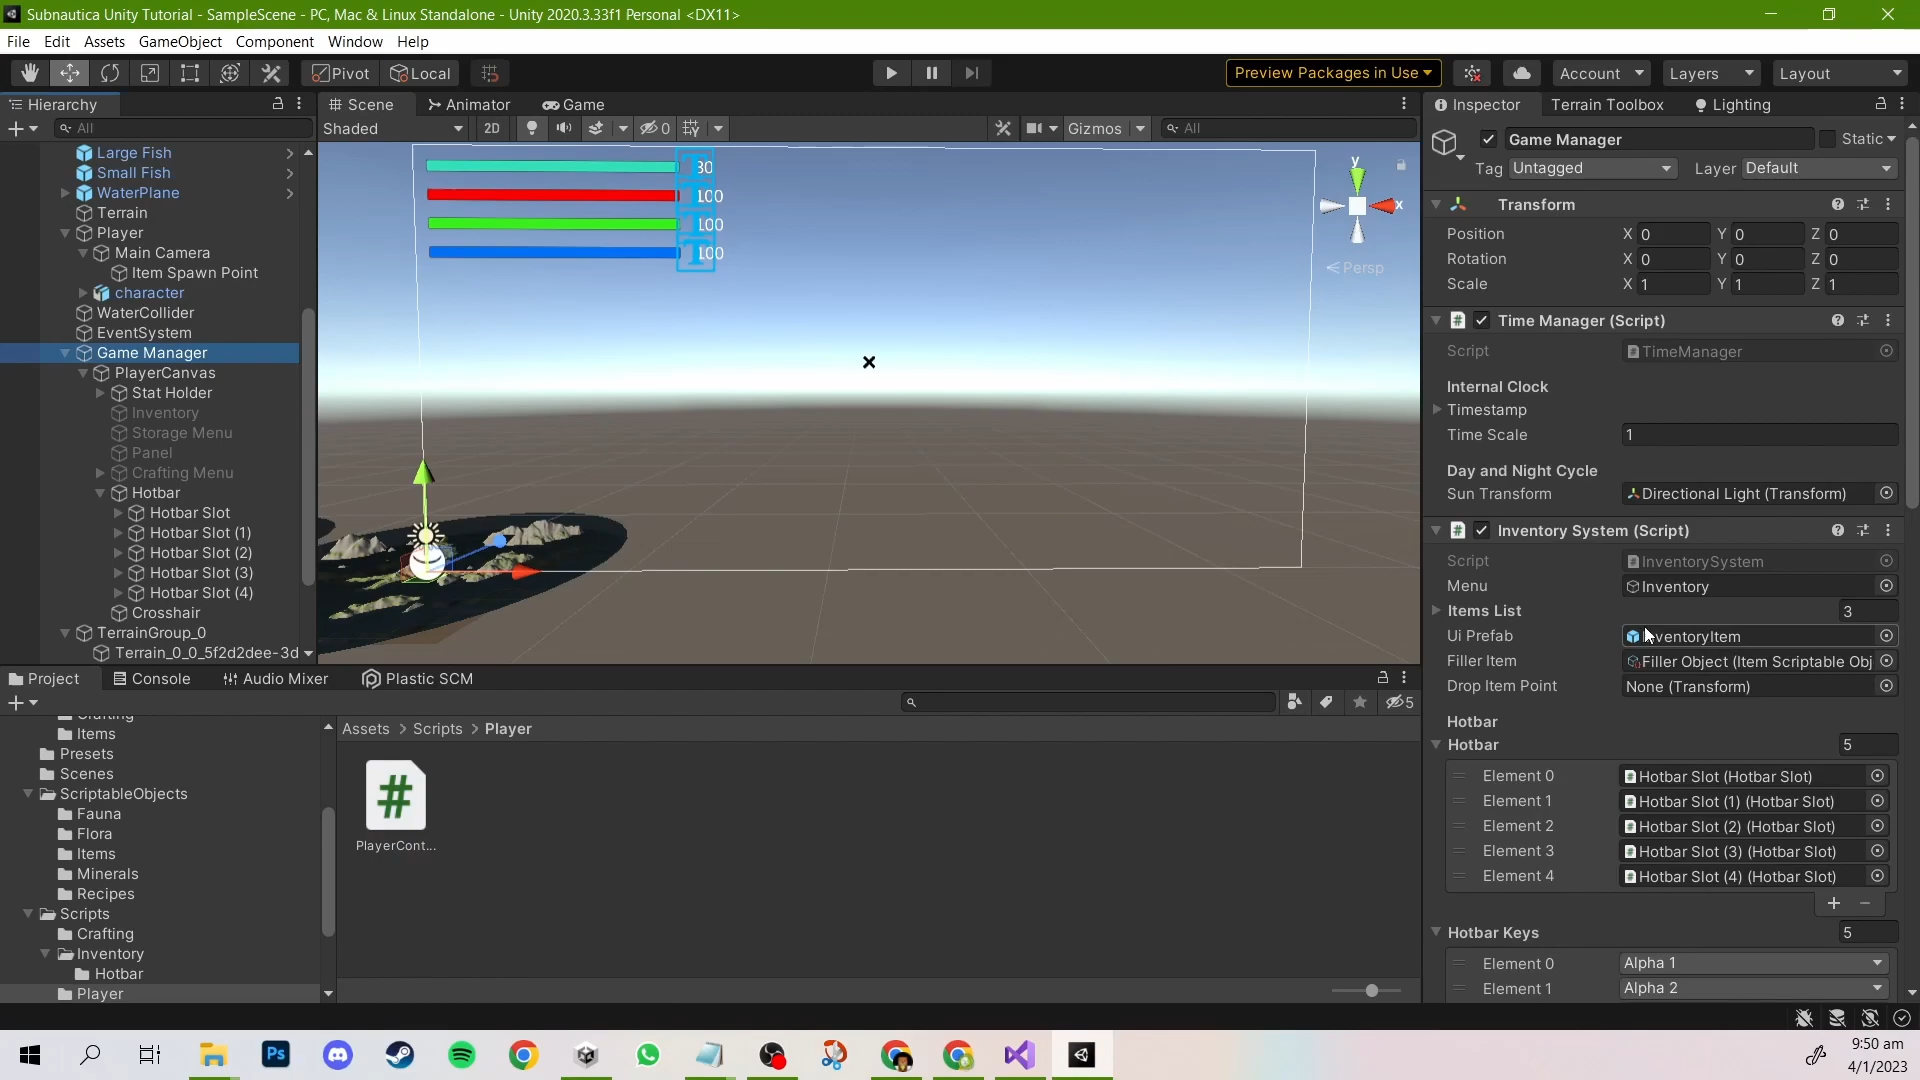 Subnautica Unity Tutorial - SampleScene - PC, Mac & Linux Standalone - Unity 2020.3.33f1 Personal <DX11>
File Edit Assets GameObject Component Window Help
Pivot Local Preview Packages in Use Account Layers Layout
Hierarchy
All
Large Fish
Small Fish
WaterPlane
Terrain
Player
Main Camera
Item Spawn Point
character
WaterCollider
EventSystem
Game Manager
PlayerCanvas
Stat Holder
Inventory
Storage Menu
Panel
Crafting Menu
Hotbar
Hotbar Slot
Hotbar Slot (1)
Hotbar Slot (2)
Hotbar Slot (3)
Hotbar Slot (4)
Crosshair
TerrainGroup_0
Terrain_0_0_5f2d2dee-3d
Scene Animator Game
Shaded 2D 0 Gizmos All
30
100
100
100
y
x
Persp
Inspector Terrain Toolbox Lighting
Game Manager Static
Tag Untagged Layer Default
Transform
Position X 0 Y 0 Z 0
Rotation X 0 Y 0 Z 0
Scale X 1 Y 1 Z 1
Time Manager (Script)
Script TimeManager
Internal Clock
Timestamp
Time Scale 1
Day and Night Cycle
Sun Transform Directional Light (Transform)
Inventory System (Script)
Script InventorySystem
Menu Inventory
Items List 3
Ui Prefab InventoryItem
Filler Item Filler Object (Item Scriptable Obj
Drop Item Point None (Transform)
Hotbar
Hotbar 5
Element 0 Hotbar Slot (Hotbar Slot)
Element 1 Hotbar Slot (1) (Hotbar Slot)
Element 2 Hotbar Slot (2) (Hotbar Slot)
Element 3 Hotbar Slot (3) (Hotbar Slot)
Element 4 Hotbar Slot (4) (Hotbar Slot)
Hotbar Keys 5
Element 0 Alpha 1
Element 1 Alpha 2
Project Console Audio Mixer Plastic SCM
5
Items
Presets
Scenes
ScriptableObjects
Fauna
Flora
Items
Minerals
Recipes
Scripts
Crafting
Inventory
Hotbar
Player
Assets > Scripts > Player
PlayerCont...
9:50 am
4/1/2023